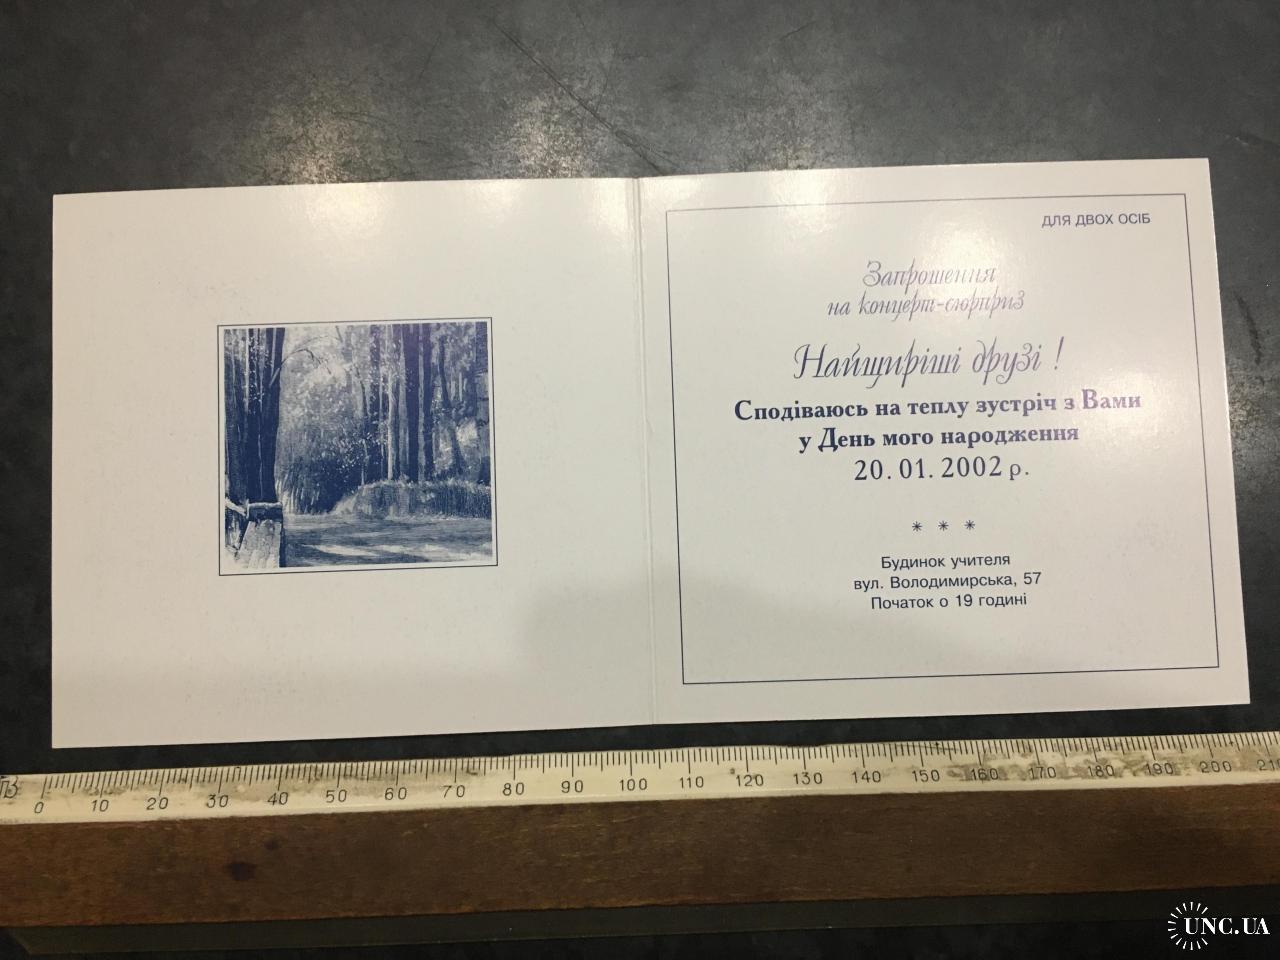 ДЛЯ ДВОХ ОСІБ
Запрошення
на концерт-сюрприз
Найщиріші друзі !
Сподіваюсь на теплу зустріч з Вами
у День мого народження
20. 01. 2002 р.
* * *
Будинок учителя
вул. Володимирська, 57
Початок о 19 годині
0 10 20 30 40 50 60 70 80 90 100 110 120 130 140 150 160 170 180 190 200 210
UNC.UA